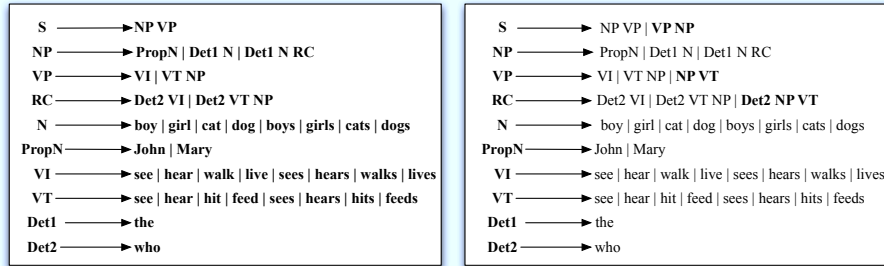 S NP VP
NP PropN | Det1 N | Det1 N RC
VP VI | VT NP
RC Det2 VI | Det2 VT NP
N boy | girl | cat | dog | boys | girls | cats | dogs
PropN John | Mary
VI see | hear | walk | live | sees | hears | walks | lives
VT see | hear | hit | feed | sees | hears | hits | feeds
Det1 the
Det2 who
S NP VP | VP NP
NP PropN | Det1 N | Det1 N RC
VP VI | VT NP | NP VT
RC Det2 VI | Det2 VT NP | Det2 NP VT
N boy | girl | cat | dog | boys | girls | cats | dogs
PropN John | Mary
VI see | hear | walk | live | sees | hears | walks | lives
VT see | hear | hit | feed | sees | hears | hits | feeds
Det1 the
Det2 who